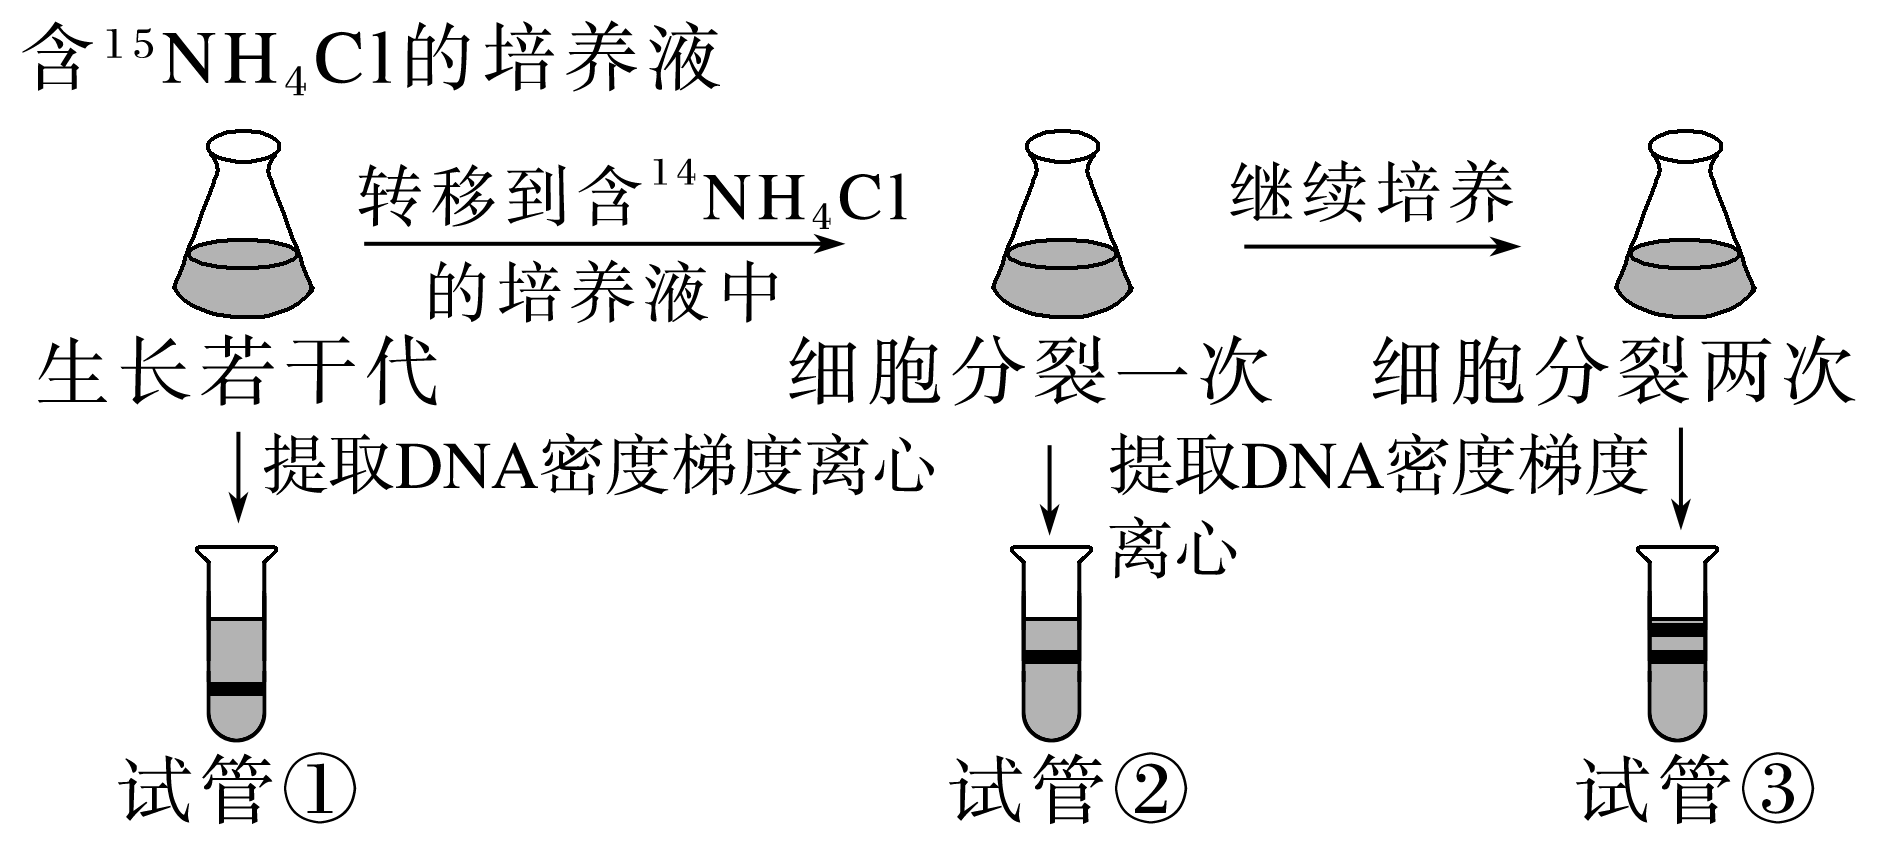 含¹⁵NH₄Cl的培养液
转移到含¹⁴NH₄Cl
的培养液中
继续培养
生长若干代
细胞分裂一次
细胞分裂两次
提取DNA密度梯度离心
提取DNA密度梯度
离心
试管①
试管②
试管③